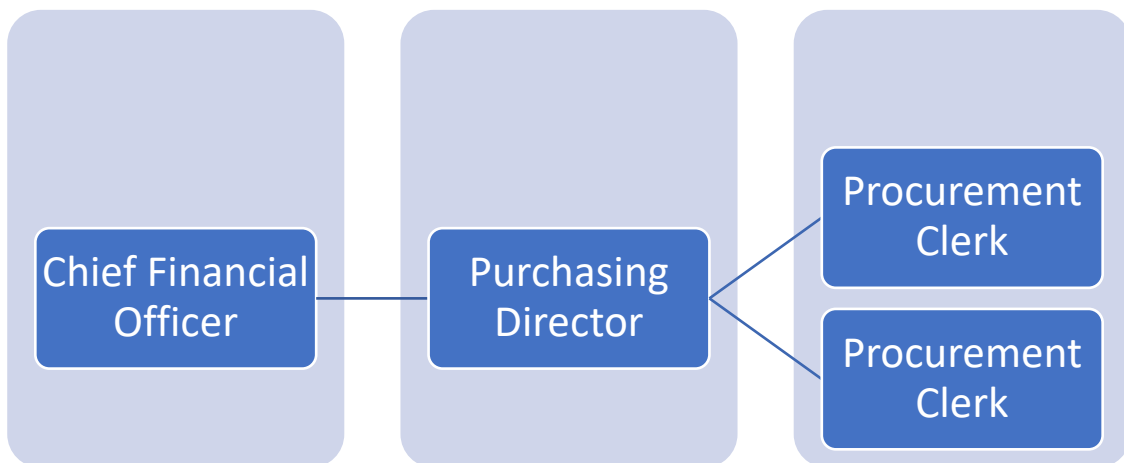 Chief Financial
Officer
Purchasing
Director
Procurement
Clerk
Procurement
Clerk